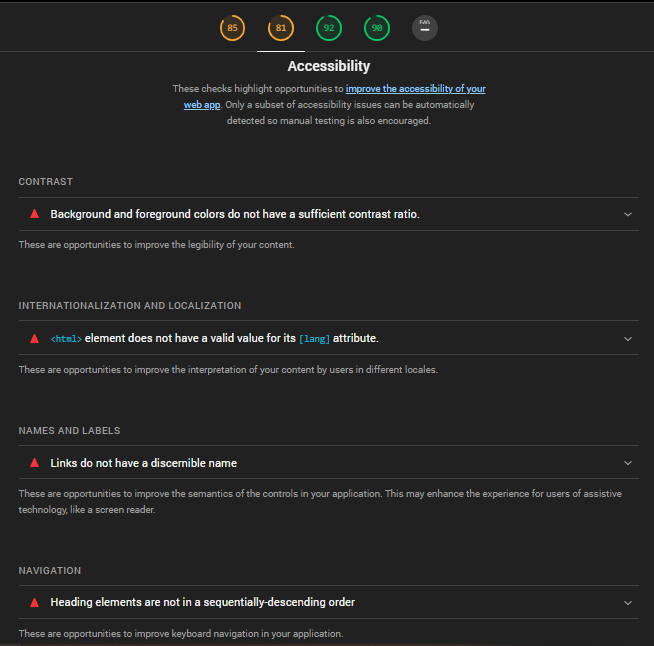 85 81 92 90 PWA
Accessibility
These checks highlight opportunities to improve the accessibility of your
web app. Only a subset of accessibility issues can be automatically
detected so manual testing is also encouraged.
CONTRAST
Background and foreground colors do not have a sufficient contrast ratio.
These are opportunities to improve the legibility of your content.
INTERNATIONALIZATION AND LOCALIZATION
<html> element does not have a valid value for its [lang] attribute.
These are opportunities to improve the interpretation of your content by users in different locales.
NAMES AND LABELS
Links do not have a discernible name
These are opportunities to improve the semantics of the controls in your application. This may enhance the experience for users of assistive
technology, like a screen reader.
NAVIGATION
Heading elements are not in a sequentially-descending order
These are opportunities to improve keyboard navigation in your application.